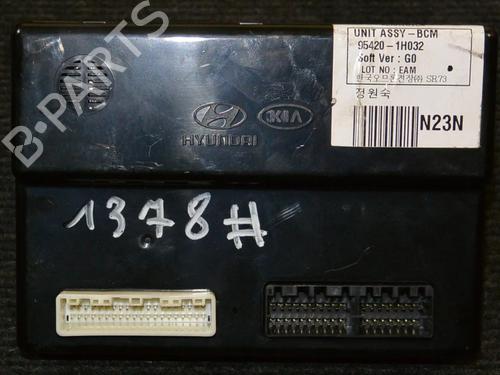 UNIT ASSY-BCM
95420-1H032
Soft Ver : G0
LOT NO : EAM
한국오므론전장㈜ SR73
정원숙
N23N
B-PARTS
HYUNDAI
KIA
1378#